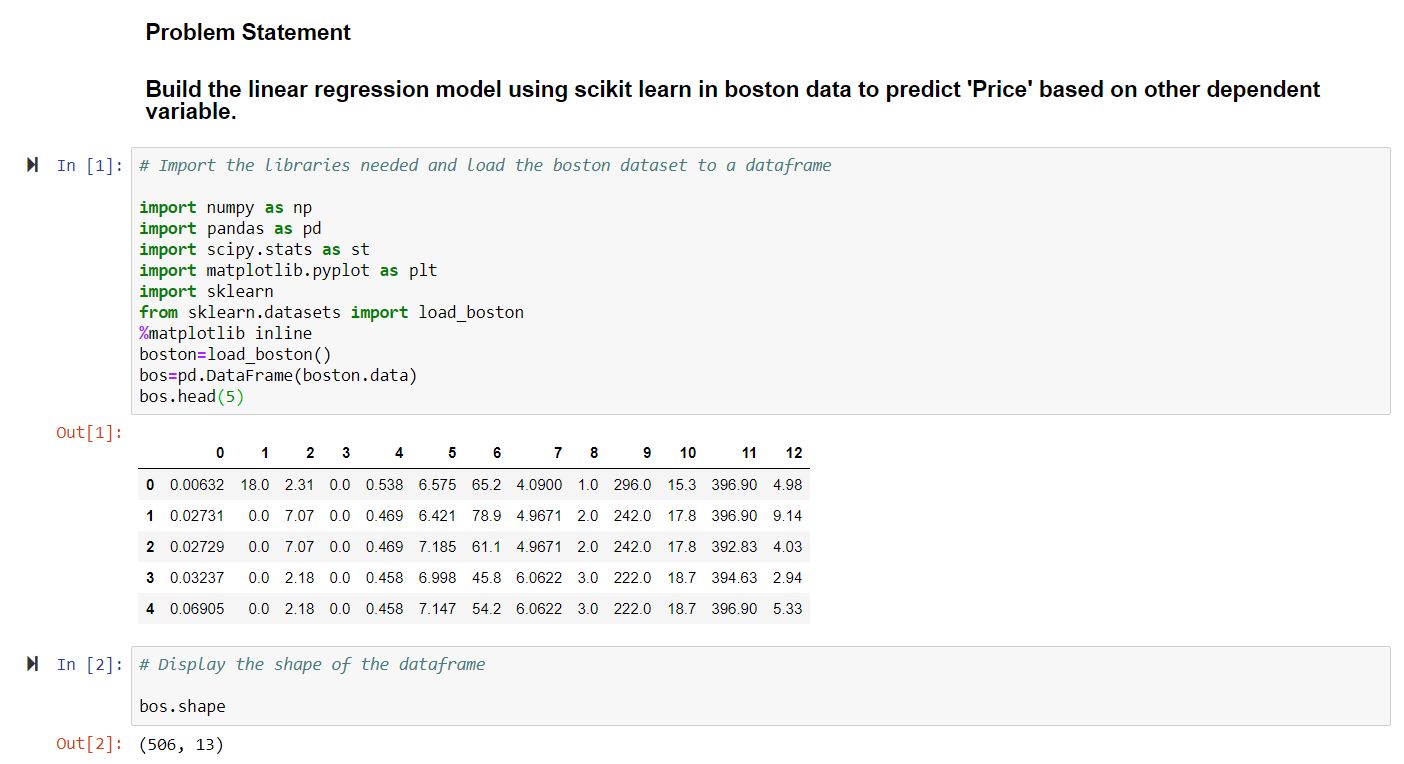 Problem Statement
Build the linear regression model using scikit learn in boston data to predict 'Price' based on other dependent
variable.
In [1]: # Import the libraries needed and load the boston dataset to a dataframe
import numpy as np
import pandas as pd
import scipy.stats as st
import matplotlib.pyplot as plt
import sklearn
from sklearn.datasets import load_boston
%matplotlib inline
boston=load_boston()
bos=pd.DataFrame(boston.data)
bos.head(5)
Out[1]:
0 1 2 3 4 5 6 7 8 9 10 11 12
0 0.00632 18.0 2.31 0.0 0.538 6.575 65.2 4.0900 1.0 296.0 15.3 396.90 4.98
1 0.02731 0.0 7.07 0.0 0.469 6.421 78.9 4.9671 2.0 242.0 17.8 396.90 9.14
2 0.02729 0.0 7.07 0.0 0.469 7.185 61.1 4.9671 2.0 242.0 17.8 392.83 4.03
3 0.03237 0.0 2.18 0.0 0.458 6.998 45.8 6.0622 3.0 222.0 18.7 394.63 2.94
4 0.06905 0.0 2.18 0.0 0.458 7.147 54.2 6.0622 3.0 222.0 18.7 396.90 5.33
In [2]: # Display the shape of the dataframe
bos.shape
Out[2]: (506, 13)